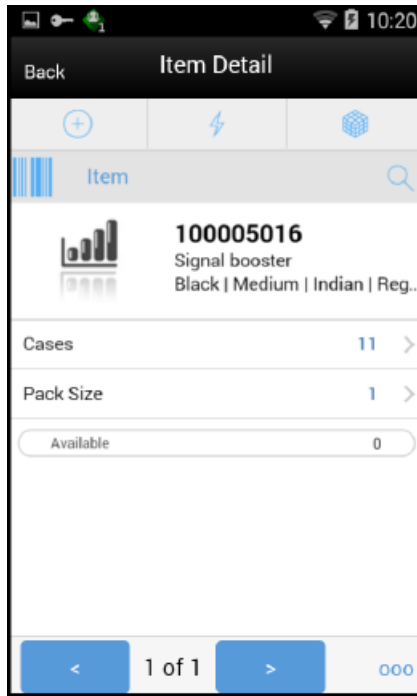 10:20
Back
Item Detail
Item
100005016
Signal booster
Black | Medium | Indian | Reg..
Cases 11 >
Pack Size 1 >
Available 0
< 1 of 1 > ooo